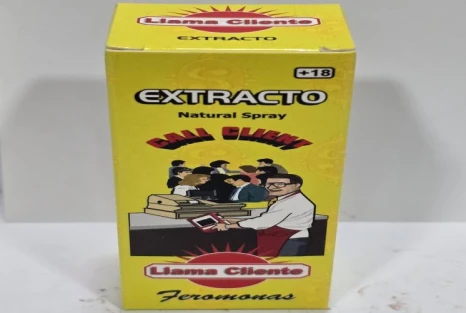 Llama Cliente
EXTRACTO
+18
EXTRACTO
Natural Spray
CALL CLIENT
Llama Cliente
Feromonas